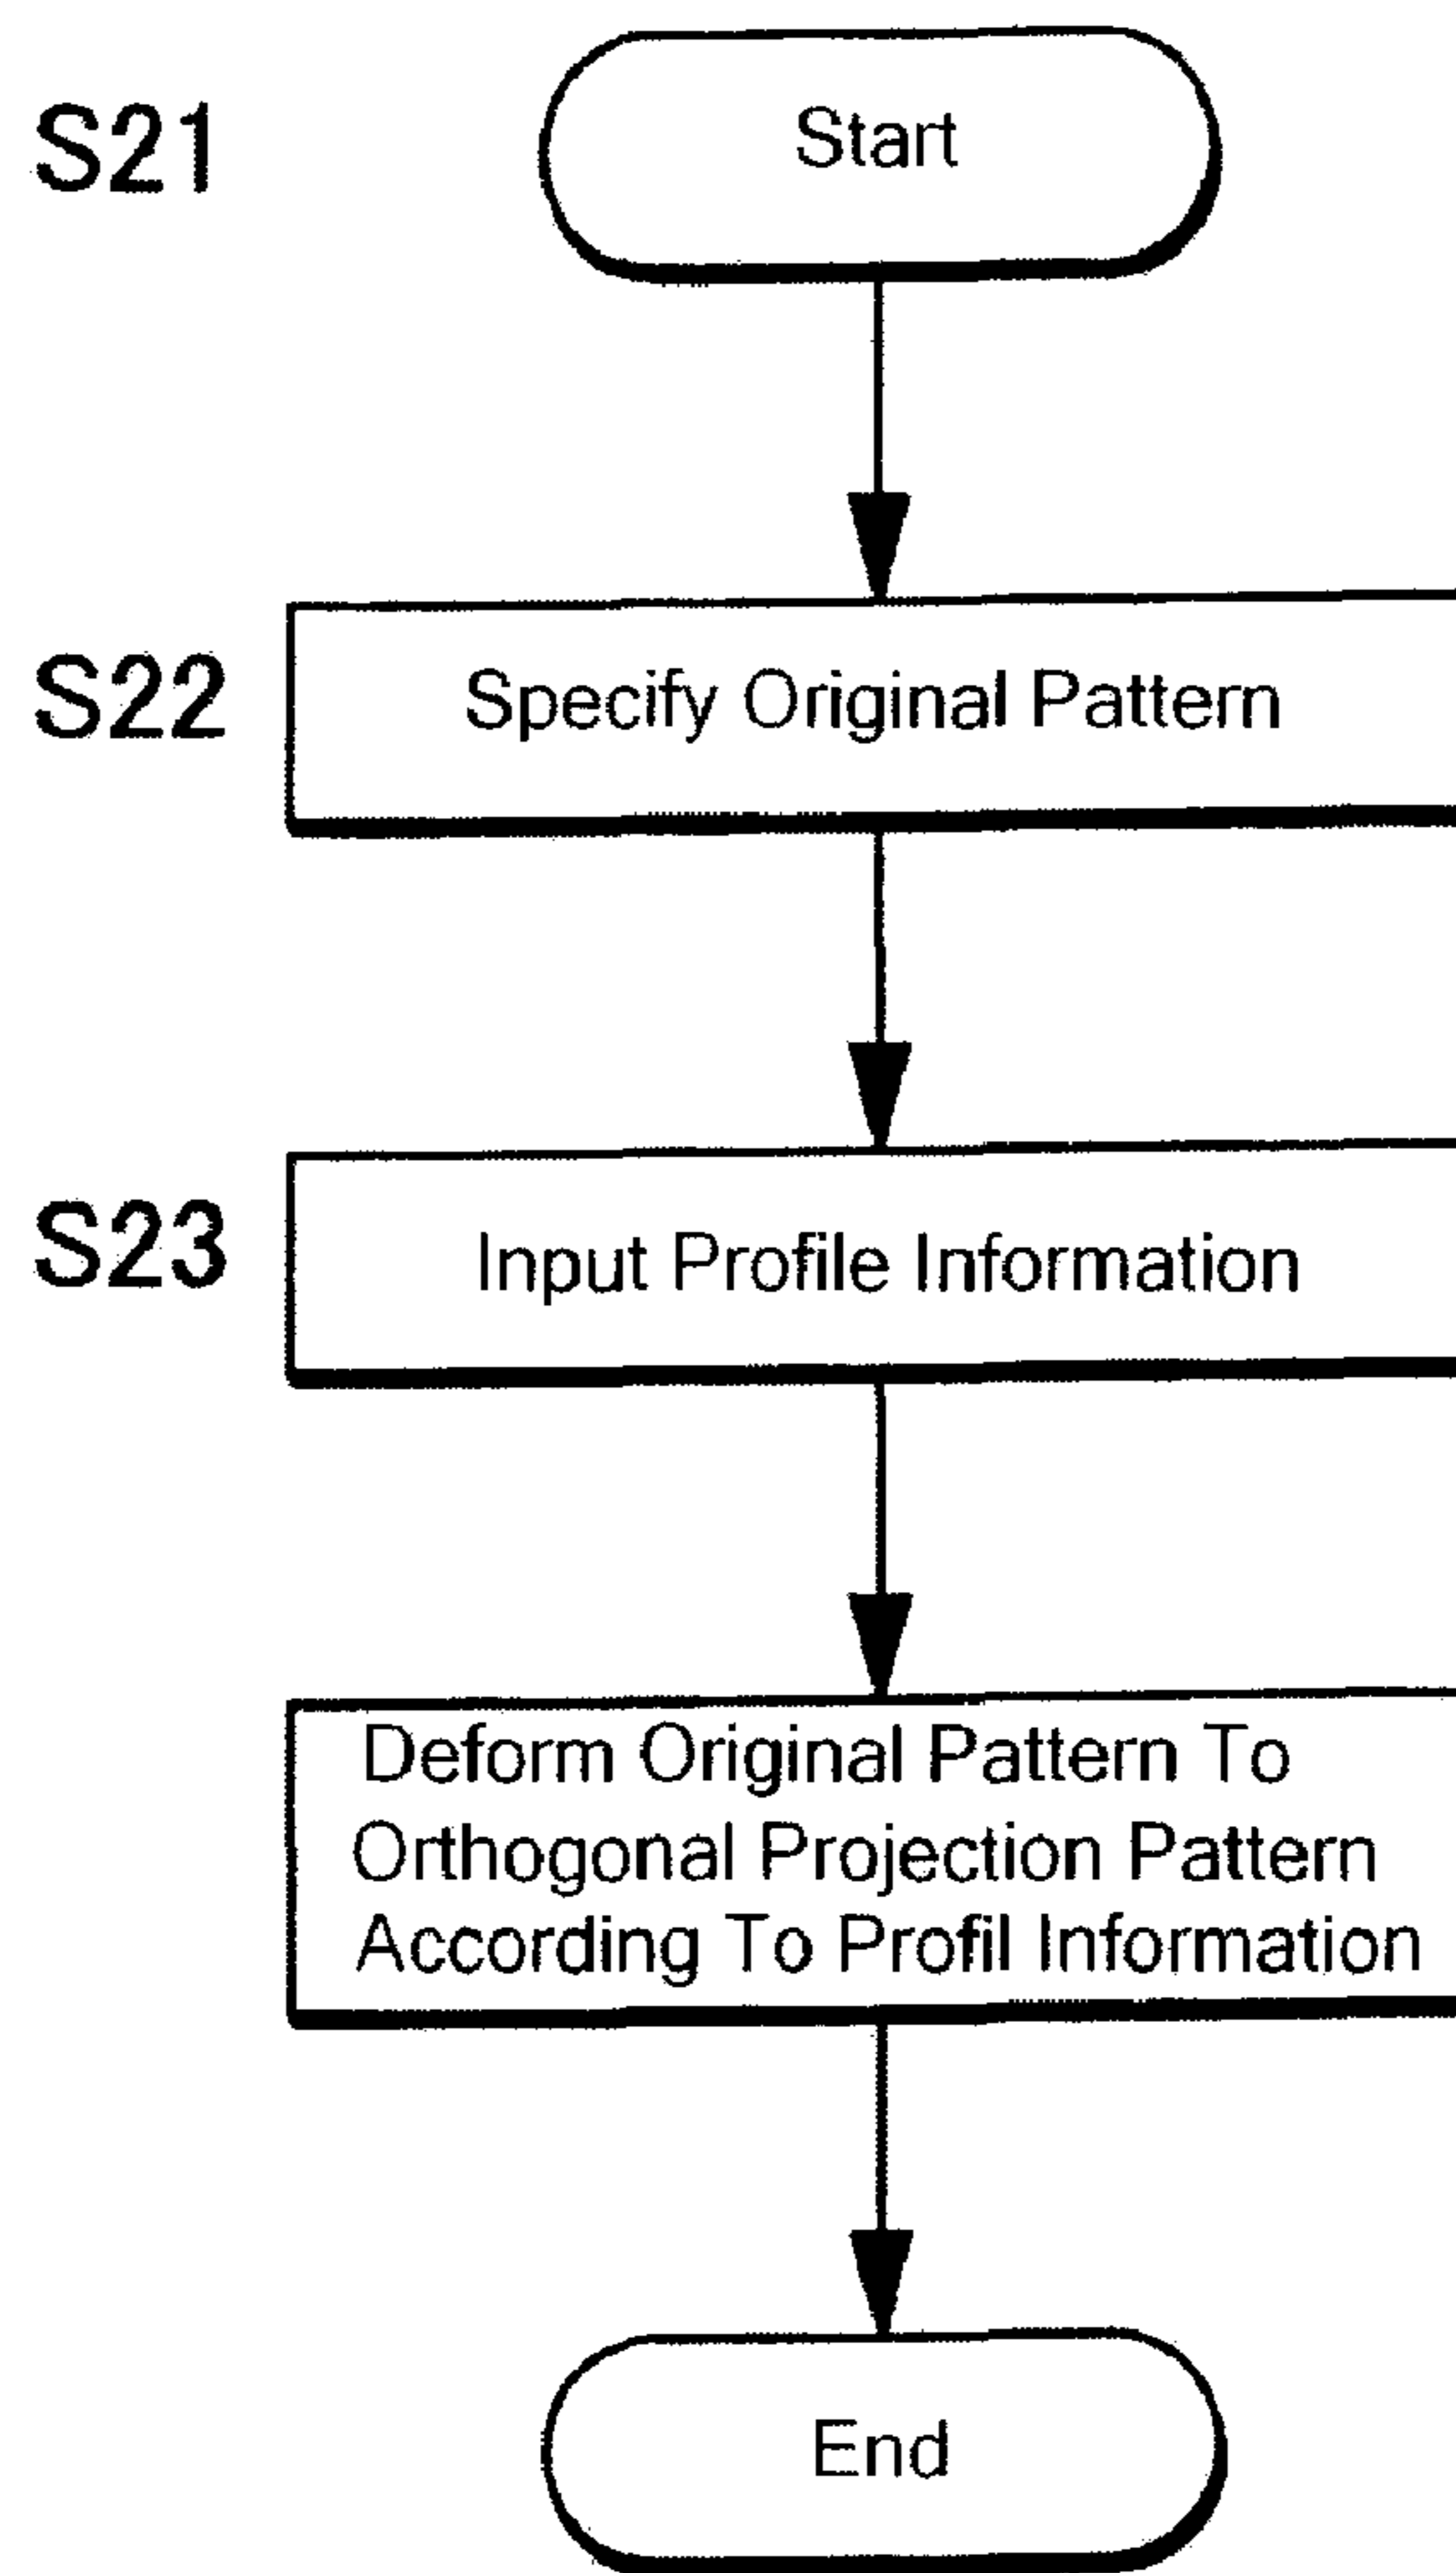 S21
Start
S22
Specify Original Pattern
S23
Input Profile Information
Deform Original Pattern To
Orthogonal Projection Pattern
According To Profil Information
End